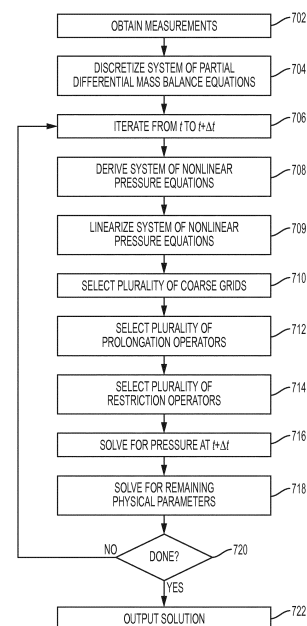 OBTAIN MEASUREMENTS
702
DISCRETIZE SYSTEM OF PARTIAL
DIFFERENTIAL MASS BALANCE EQUATIONS
704
ITERATE FROM t TO t+Δt
706
DERIVE SYSTEM OF NONLINEAR
PRESSURE EQUATIONS
708
LINEARIZE SYSTEM OF NONLINEAR
PRESSURE EQUATIONS
709
SELECT PLURALITY OF COARSE GRIDS
710
SELECT PLURALITY OF
PROLONGATION OPERATORS
712
SELECT PLURALITY OF
RESTRICTION OPERATORS
714
SOLVE FOR PRESSURE AT t+Δt
716
SOLVE FOR REMAINING
PHYSICAL PARAMETERS
718
NO
DONE?
720
YES
OUTPUT SOLUTION
722